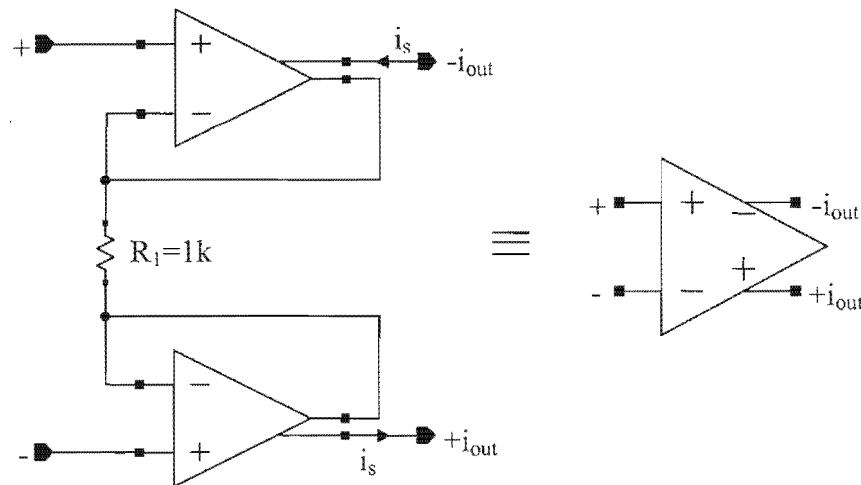 +
+
−
i_s
-i_out
R_1=1k
≡
−
+
-
i_s
+i_out
+
-
+
−
−
+
-i_out
+i_out